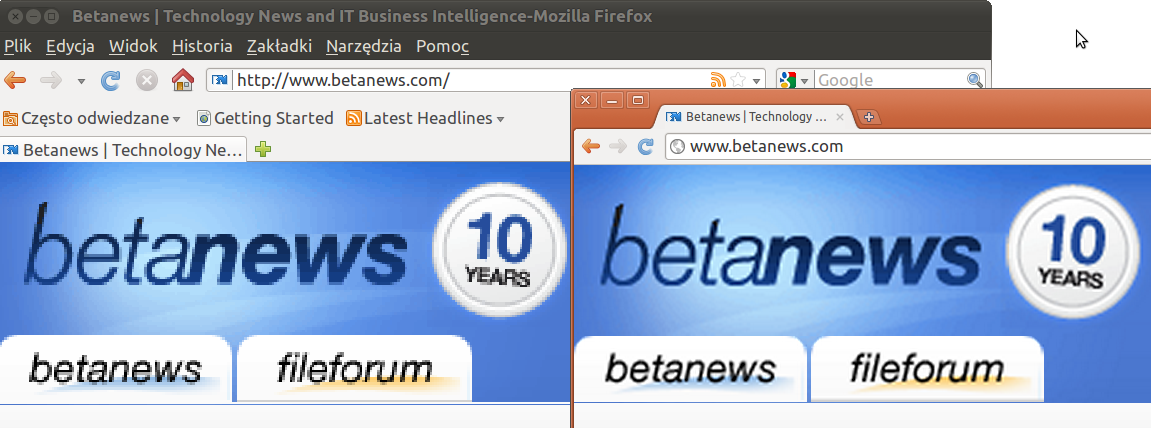 Betanews | Technology News and IT Business Intelligence-Mozilla Firefox
Plik Edycja Widok Historia Zakładki Narzędzia Pomoc
http://www.betanews.com/
Google
Często odwiedzane Getting Started Latest Headlines
Betanews | Technology Ne...
betanews
10
YEARS
betanews fileforum
Betanews | Technology ...
www.betanews.com
betanews
10
YEARS
betanews fileforum